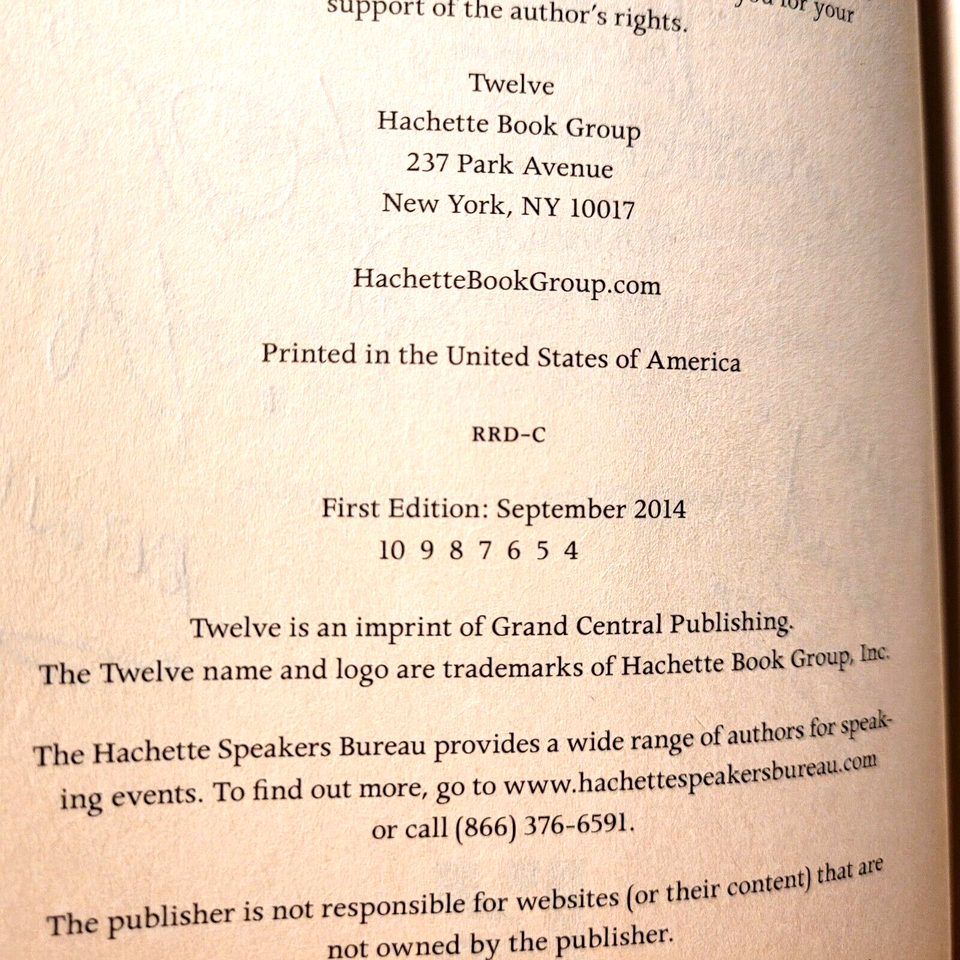 support of the author's rights.
you for your
Twelve
Hachette Book Group
237 Park Avenue
New York, NY 10017
HachetteBookGroup.com
Printed in the United States of America
RRD-C
First Edition: September 2014
10 9 8 7 6 5 4
Twelve is an imprint of Grand Central Publishing.
The Twelve name and logo are trademarks of Hachette Book Group, Inc.
The Hachette Speakers Bureau provides a wide range of authors for speak-
ing events. To find out more, go to www.hachettespeakersbureau.com
or call (866) 376-6591.
The publisher is not responsible for websites (or their content) that are
not owned by the publisher.